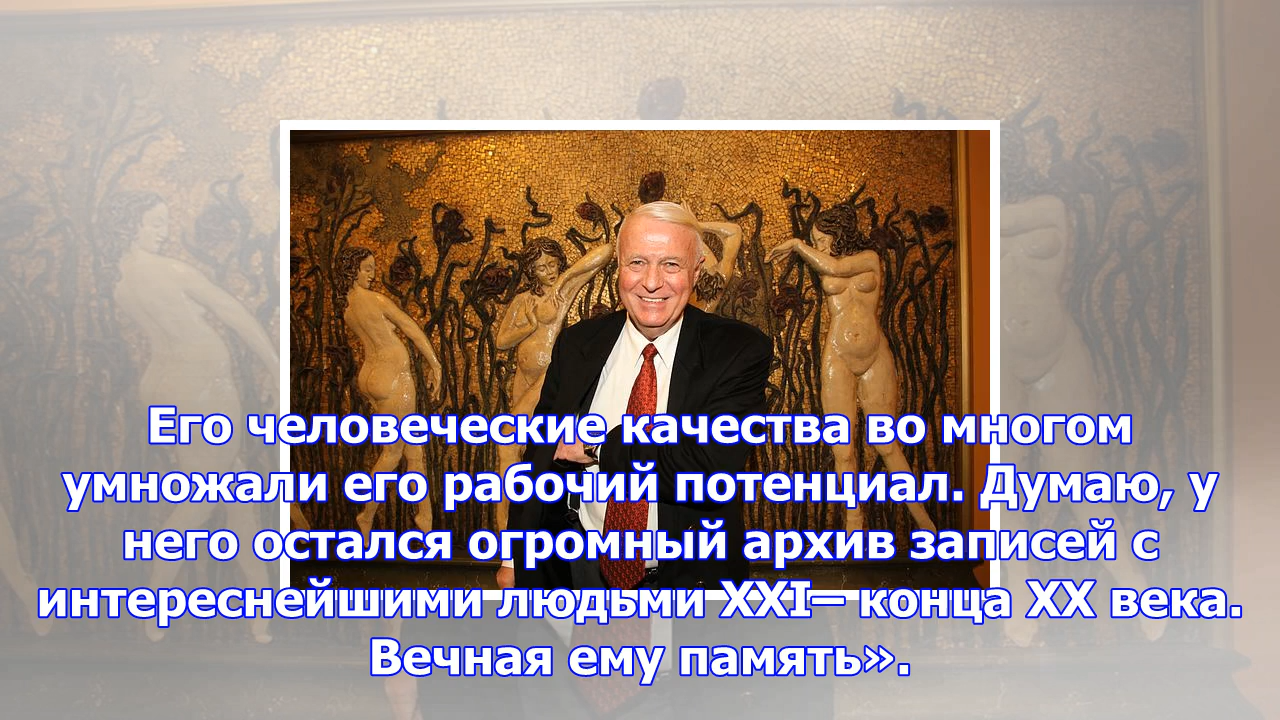 Его человеческие качества во многом
умножали его рабочий потенциал. Думаю, у
него остался огромный архив записей с
интереснейшими людьми XXI– конца XX века.
Вечная ему память».